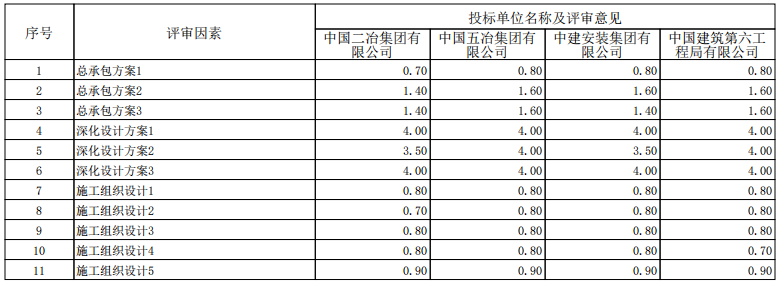 序号 评审因素 投标单位名称及评审意见
中国二冶集团有限公司 中国五冶集团有限公司 中建安装集团有限公司 中国建筑第六工程局有限公司
1 总承包方案1 0.70 0.80 0.80 0.80
2 总承包方案2 1.40 1.60 1.60 1.60
3 总承包方案3 1.40 1.60 1.40 1.60
4 深化设计方案1 4.00 4.00 4.00 4.00
5 深化设计方案2 3.50 4.00 3.50 4.00
6 深化设计方案3 4.00 4.00 4.00 4.00
7 施工组织设计1 0.80 0.80 0.80 0.80
8 施工组织设计2 0.70 0.80 0.80 0.80
9 施工组织设计3 0.80 0.80 0.80 0.80
10 施工组织设计4 0.80 0.80 0.80 0.70
11 施工组织设计5 0.90 0.90 0.90 0.90